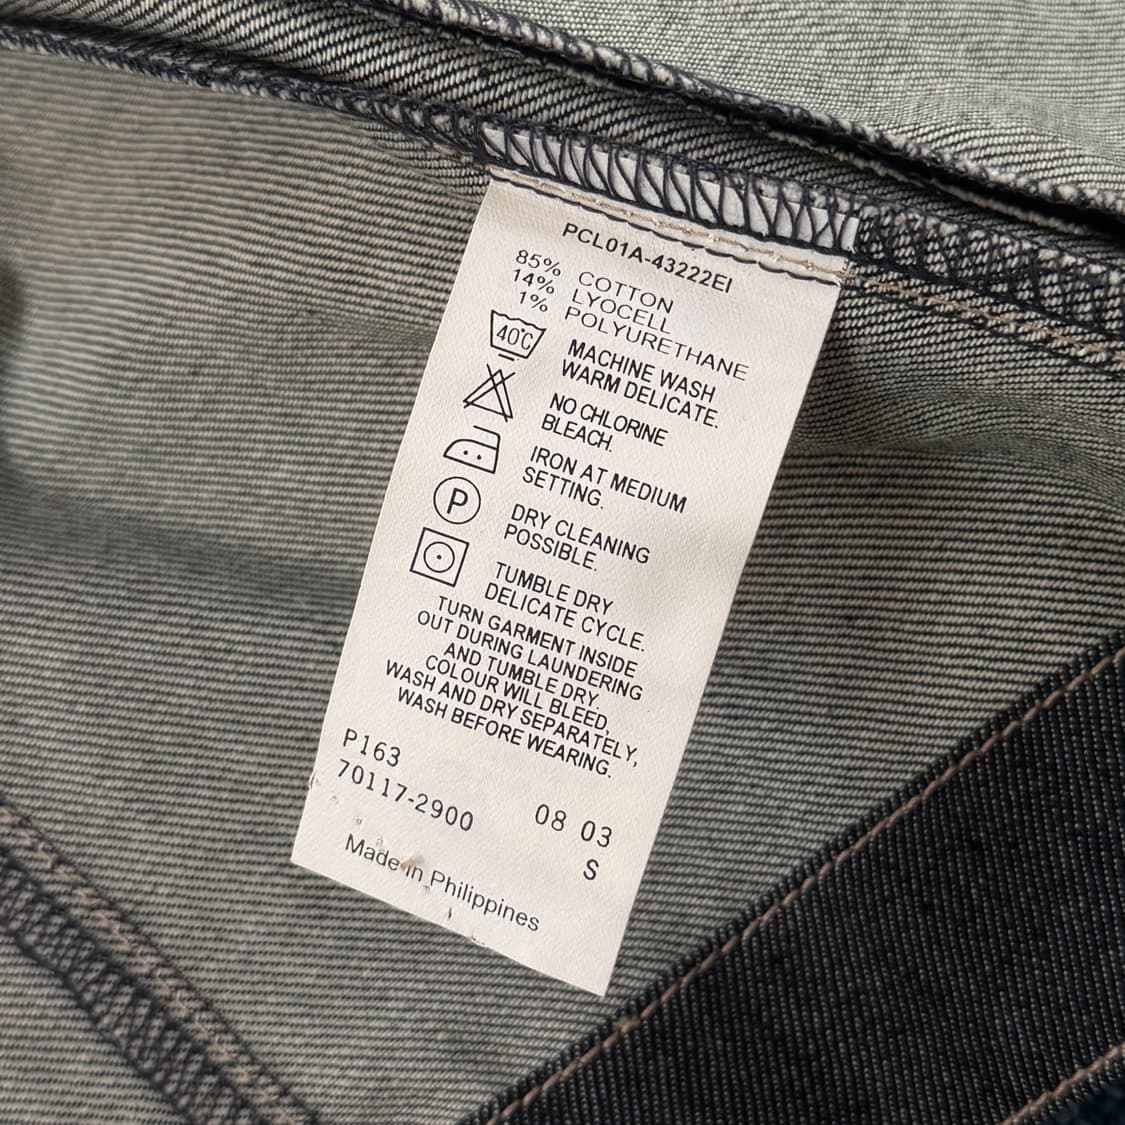 PCL01A-43222EI
85% COTTON
14% LYOCELL
1% POLYURETHANE
40°C
MACHINE WASH
WARM DELICATE.
NO CHLORINE
BLEACH.
IRON AT MEDIUM
SETTING.
P
DRY CLEANING
POSSIBLE.
TUMBLE DRY
DELICATE CYCLE.
TURN GARMENT INSIDE
OUT DURING LAUNDERING
AND TUMBLE DRY.
COLOUR WILL BLEED,
WASH AND DRY SEPARATELY,
WASH BEFORE WEARING.
P163
70117-2900 08 03
S
Made in Philippines